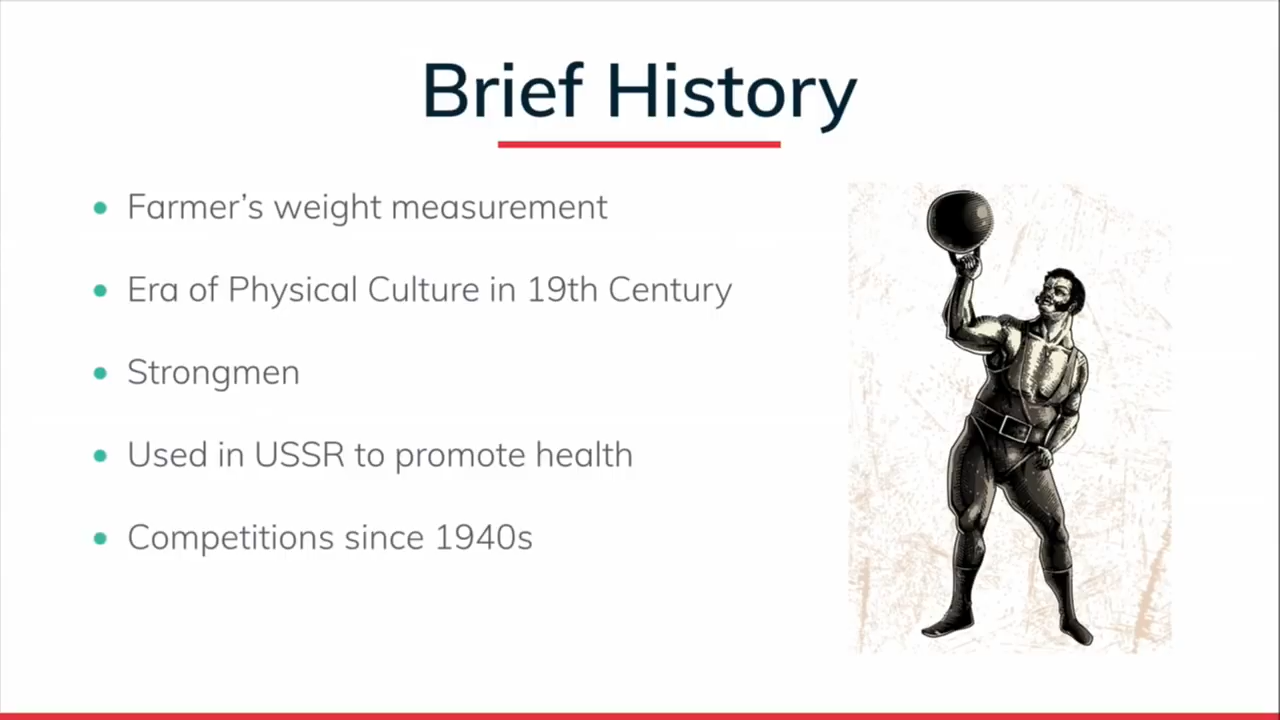 Brief History
Farmer’s weight measurement
Era of Physical Culture in 19th Century
Strongmen
Used in USSR to promote health
Competitions since 1940s